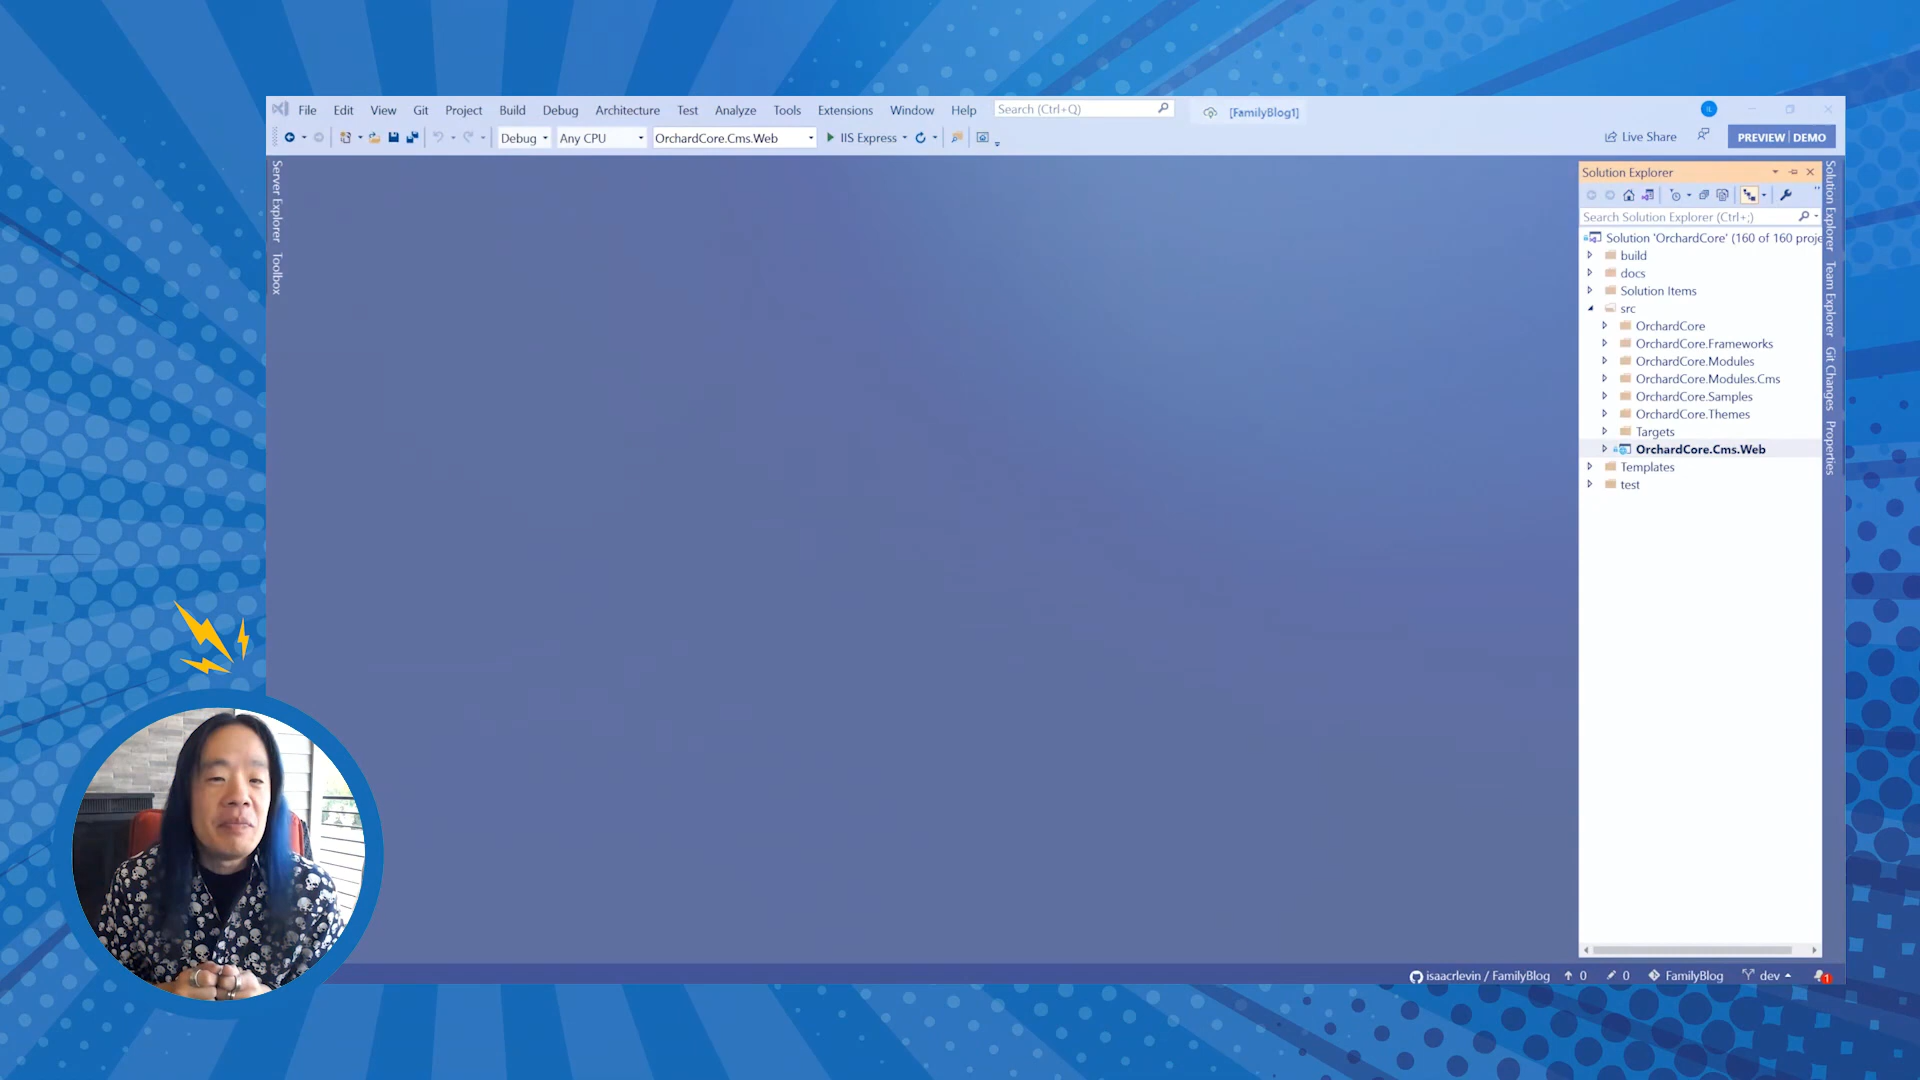 File Edit View Git Project Build Debug Architecture Test Analyze Tools Extensions Window Help Search (Ctrl+Q) [FamilyBlog1] IL
Debug Any CPU OrchardCore.Cms.Web IIS Express Live Share PREVIEW DEMO
Server Explorer
Toolbox
Solution Explorer
Search Solution Explorer (Ctrl+;)
Solution 'OrchardCore' (160 of 160 proje
build
docs
Solution Items
src
OrchardCore
OrchardCore.Frameworks
OrchardCore.Modules
OrchardCore.Modules.Cms
OrchardCore.Samples
OrchardCore.Themes
Targets
OrchardCore.Cms.Web
Templates
test
Solution Explorer
Team Explorer
Git Changes
Properties
isaacrlevin / FamilyBlog 0 0 FamilyBlog dev 1